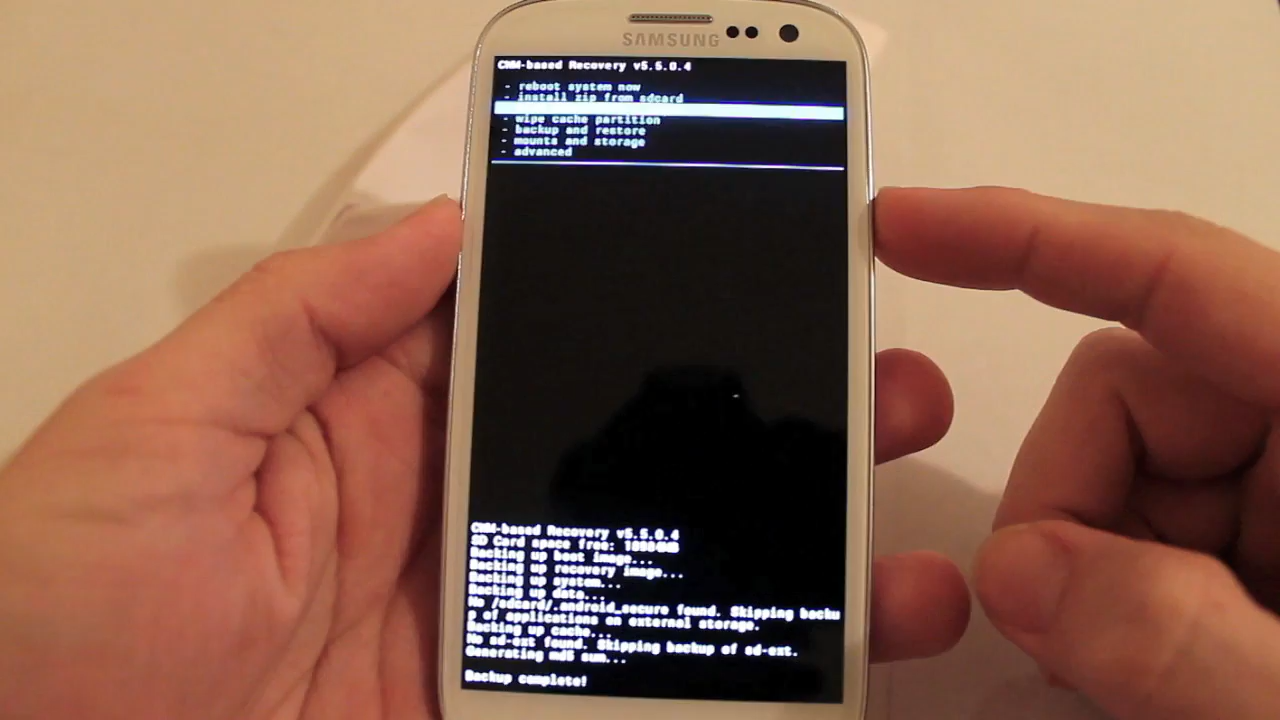 SAMSUNG
CWM-based Recovery v5.5.0.4
- reboot system now
- install zip from sdcard
- wipe cache partition
- backup and restore
- mounts and storage
- advanced
CWM-based Recovery v5.5.0.4
SD Card space free:
Backing up boot image...
Backing up recovery image...
Backing up system...
Backing up data...
No /sdcard/.android_secure found. Skipping backu
p of applications on external storage.
Backing up cache...
No sd-ext found. Skipping backup of sd-ext.
Generating md5 sum...
Backup complete!